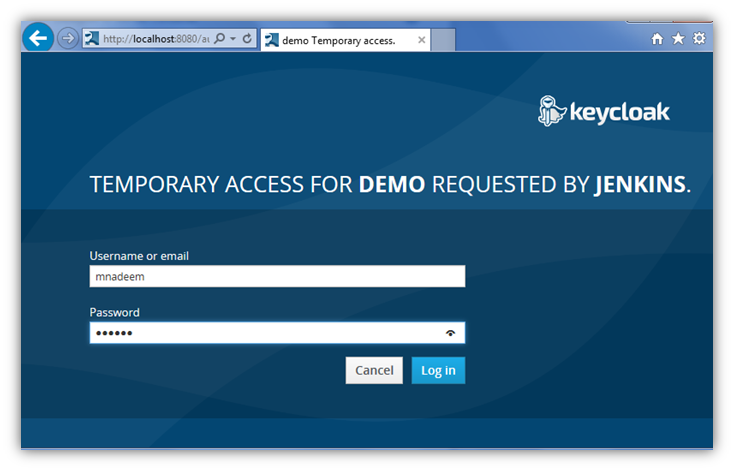 http://localhost:8080/au
demo Temporary access.
keycloak
TEMPORARY ACCESS FOR DEMO REQUESTED BY JENKINS.
Username or email
mnadeem
Password
••••••
Cancel
Log in